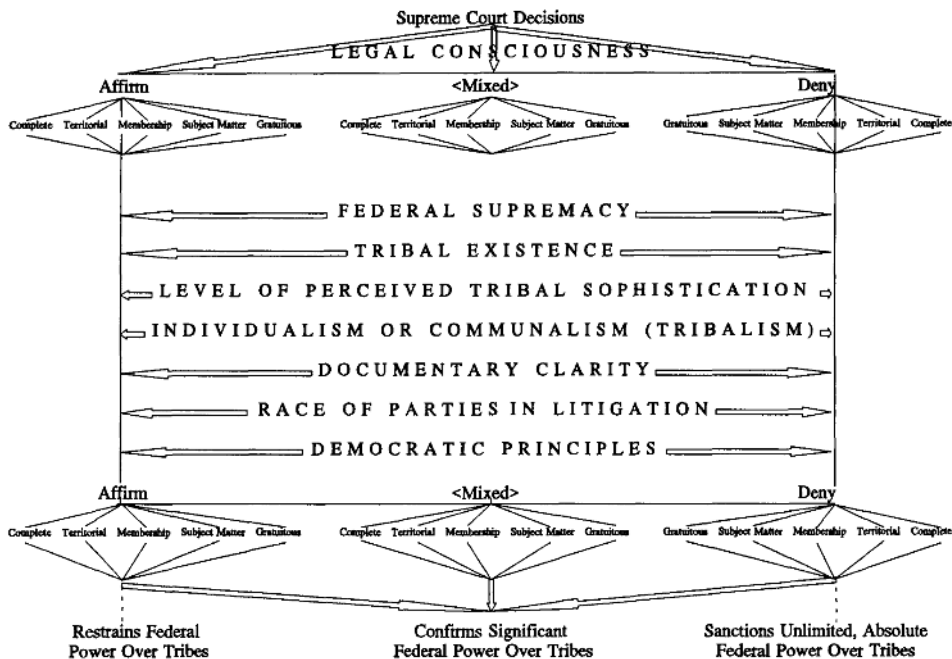 Supreme Court Decisions
LEGAL CONSCIOUSNESS
Affirm <Mixed> Deny
Complete Territorial Membership Subject Matter Gratuitous Complete Territorial Membership Subject Matter Gratuitous Gratuitous Subject Matter Membership Territorial Complete
FEDERAL SUPREMACY
TRIBAL EXISTENCE
LEVEL OF PERCEIVED TRIBAL SOPHISTICATION
INDIVIDUALISM OR COMMUNALISM (TRIBALISM)
DOCUMENTARY CLARITY
RACE OF PARTIES IN LITIGATION
DEMOCRATIC PRINCIPLES
Affirm <Mixed> Deny
Complete Territorial Membership Subject Matter Gratuitous Complete Territorial Membership Subject Matter Gratuitous Gratuitous Subject Matter Membership Territorial Complete
Restrains Federal Confirms Significant Sanctions Unlimited, Absolute
Power Over Tribes Federal Power Over Tribes Federal Power Over Tribes